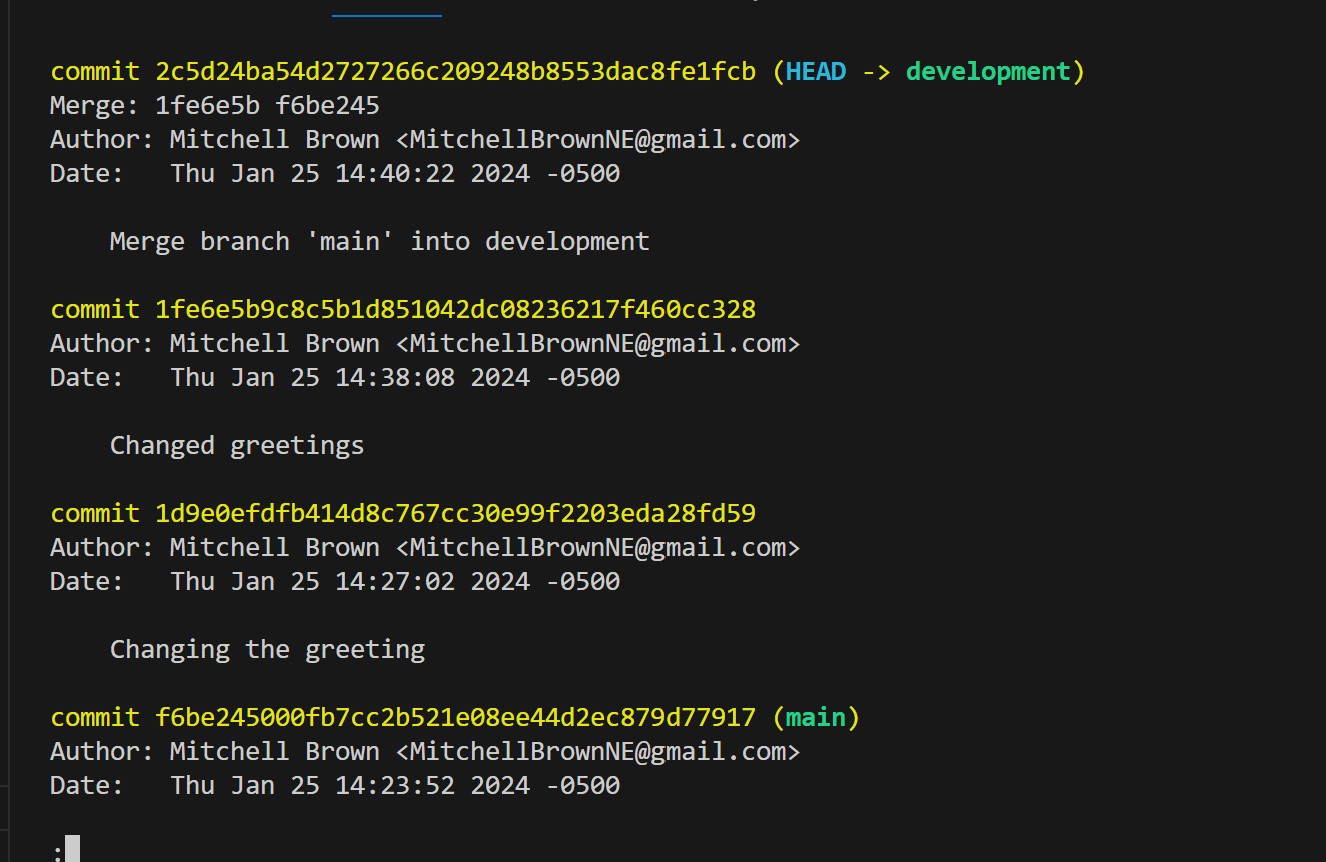 commit 2c5d24ba54d2727266c209248b8553dac8fe1fcb (HEAD -> development)
Merge: 1fe6e5b f6be245
Author: Mitchell Brown <MitchellBrownNE@gmail.com>
Date:   Thu Jan 25 14:40:22 2024 -0500

    Merge branch 'main' into development

commit 1fe6e5b9c8c5b1d851042dc08236217f460cc328
Author: Mitchell Brown <MitchellBrownNE@gmail.com>
Date:   Thu Jan 25 14:38:08 2024 -0500

    Changed greetings

commit 1d9e0efdfb414d8c767cc30e99f2203eda28fd59
Author: Mitchell Brown <MitchellBrownNE@gmail.com>
Date:   Thu Jan 25 14:27:02 2024 -0500

    Changing the greeting

commit f6be245000fb7cc2b521e08ee44d2ec879d77917 (main)
Author: Mitchell Brown <MitchellBrownNE@gmail.com>
Date:   Thu Jan 25 14:23:52 2024 -0500

: